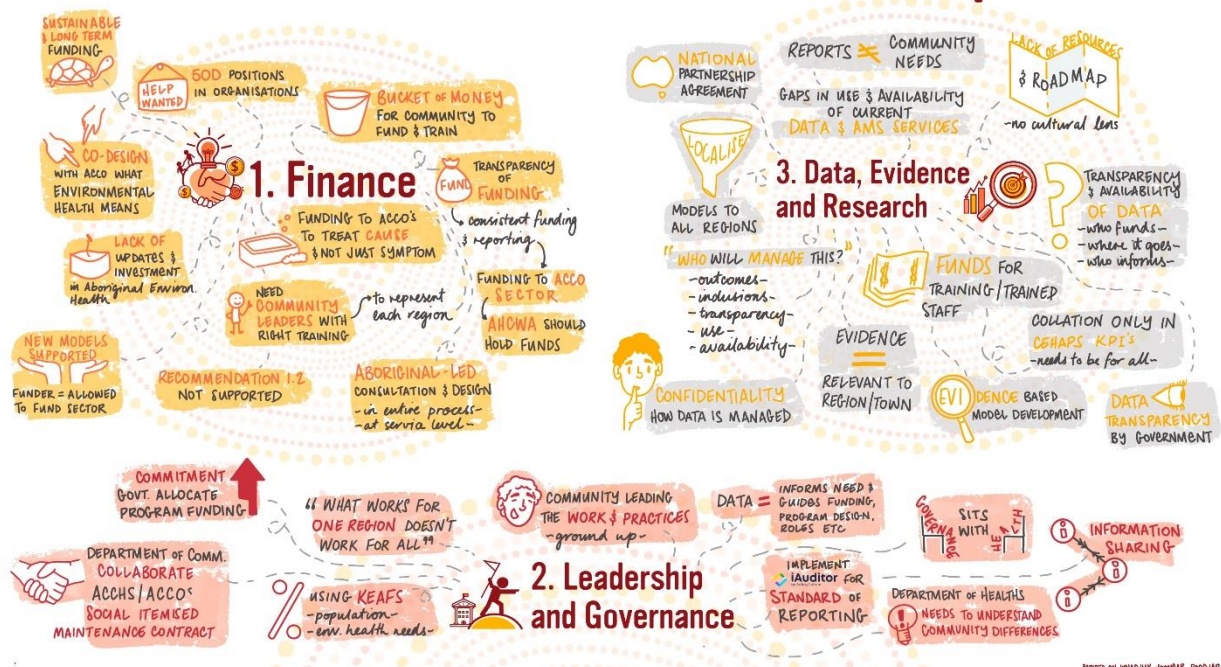 SUSTAINABLE
& LONG TERM
FUNDING
HELP
WANTED
50D POSITIONS
IN ORGANISATIONS
BUCKET OF MONEY
FOR COMMUNITY TO
FUND & TRAIN
CO-DESIGN
WITH ACCO WHAT
ENVIRONMENTAL
HEALTH MEANS
1. Finance
FUND
TRANSPARENCY
OF
FUNDING
consistent funding
& reporting
FUNDING TO ACCO'S
TO TREAT CAUSE
& NOT JUST SYMPTOM
LACK OF
UPDATES &
INVESTMENT
in Aboriginal Environ.
Health
FUNDING TO ACCO
SECTOR
AHCWA SHOULD
HOLD FUNDS
NEED
COMMUNITY
LEADERS WITH
RIGHT TRAINING
to represent
each region
NEW MODELS
SUPPORTED
FUNDER = ALLOWED
TO FUND SECTOR
RECOMMENDATION 1.2
NOT SUPPORTED
ABORIGINAL-LED
CONSULTATION & DESIGN
- in entire process-
- at service level-
NATIONAL
PARTNERSHIP
AGREEMENT
REPORTS ≠ COMMUNITY
NEEDS
LACK OF RESOURCES
& ROADMAP
-no cultural lens
GAPS IN USE & AVAILABILITY
OF CURRENT
DATA & AMS SERVICES
LOCALISE
MODELS TO
ALL REGIONS
3. Data, Evidence
and Research
?
TRANSPARENCY
& AVAILABILITY
OF DATA
-who funds-
-where it goes-
-who informs-
"WHO WILL MANAGE THIS?"
-outcomes-
-inclusions-
-transparency-
-use-
-availability-
$ $
FUNDS FOR
TRAINING/TRAINED
STAFF
EVIDENCE
=
RELEVANT TO
REGION/TOWN
COLLATION ONLY IN
CEHAPS KPI's
-needs to be for all-
CONFIDENTIALITY
HOW DATA IS MANAGED
EVIDENCE BASED
MODEL DEVELOPMENT
DATA
TRANSPARENCY
BY GOVERNMENT
COMMITMENT
GOVT. ALLOCATE
PROGRAM FUNDING
"WHAT WORKS FOR
ONE REGION DOESN'T
WORK FOR ALL"
COMMUNITY LEADING
THE WORK & PRACTICES
-ground up-
DATA = INFORMS NEED &
GUIDES FUNDING,
PROGRAM DESIGN,
ROLES ETC
GOVERNANCE
SITS
WITH
HEALTH
INFORMATION
SHARING
DEPARTMENT OF COMM.
COLLABORATE
ACCHS/ACCO's
SOCIAL ITEMISED
MAINTENANCE CONTRACT
%
USING KEAFS
-population-
-env. health needs-
2. Leadership
and Governance
IMPLEMENT
iAuditor FOR
STANDARD OF
REPORTING
DEPARTMENT OF HEALTHS
NEEDS TO UNDERSTAND
COMMUNITY DIFFERENCES